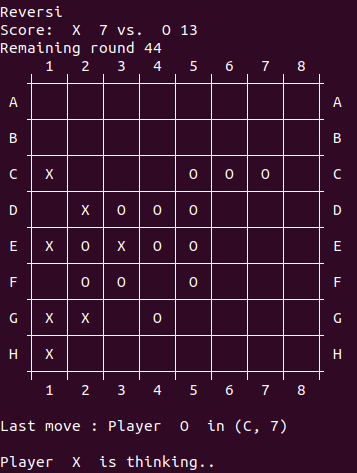 Reversi
Score:  X  7 vs.  O 13
Remaining round 44
1 2 3 4 5 6 7 8
A A
B B
C X O O O C
D X O O O D
E X O X O O E
F O O O F
G X X O G
H X H
1 2 3 4 5 6 7 8
Last move : Player  O  in (C, 7)
Player  X  is thinking..